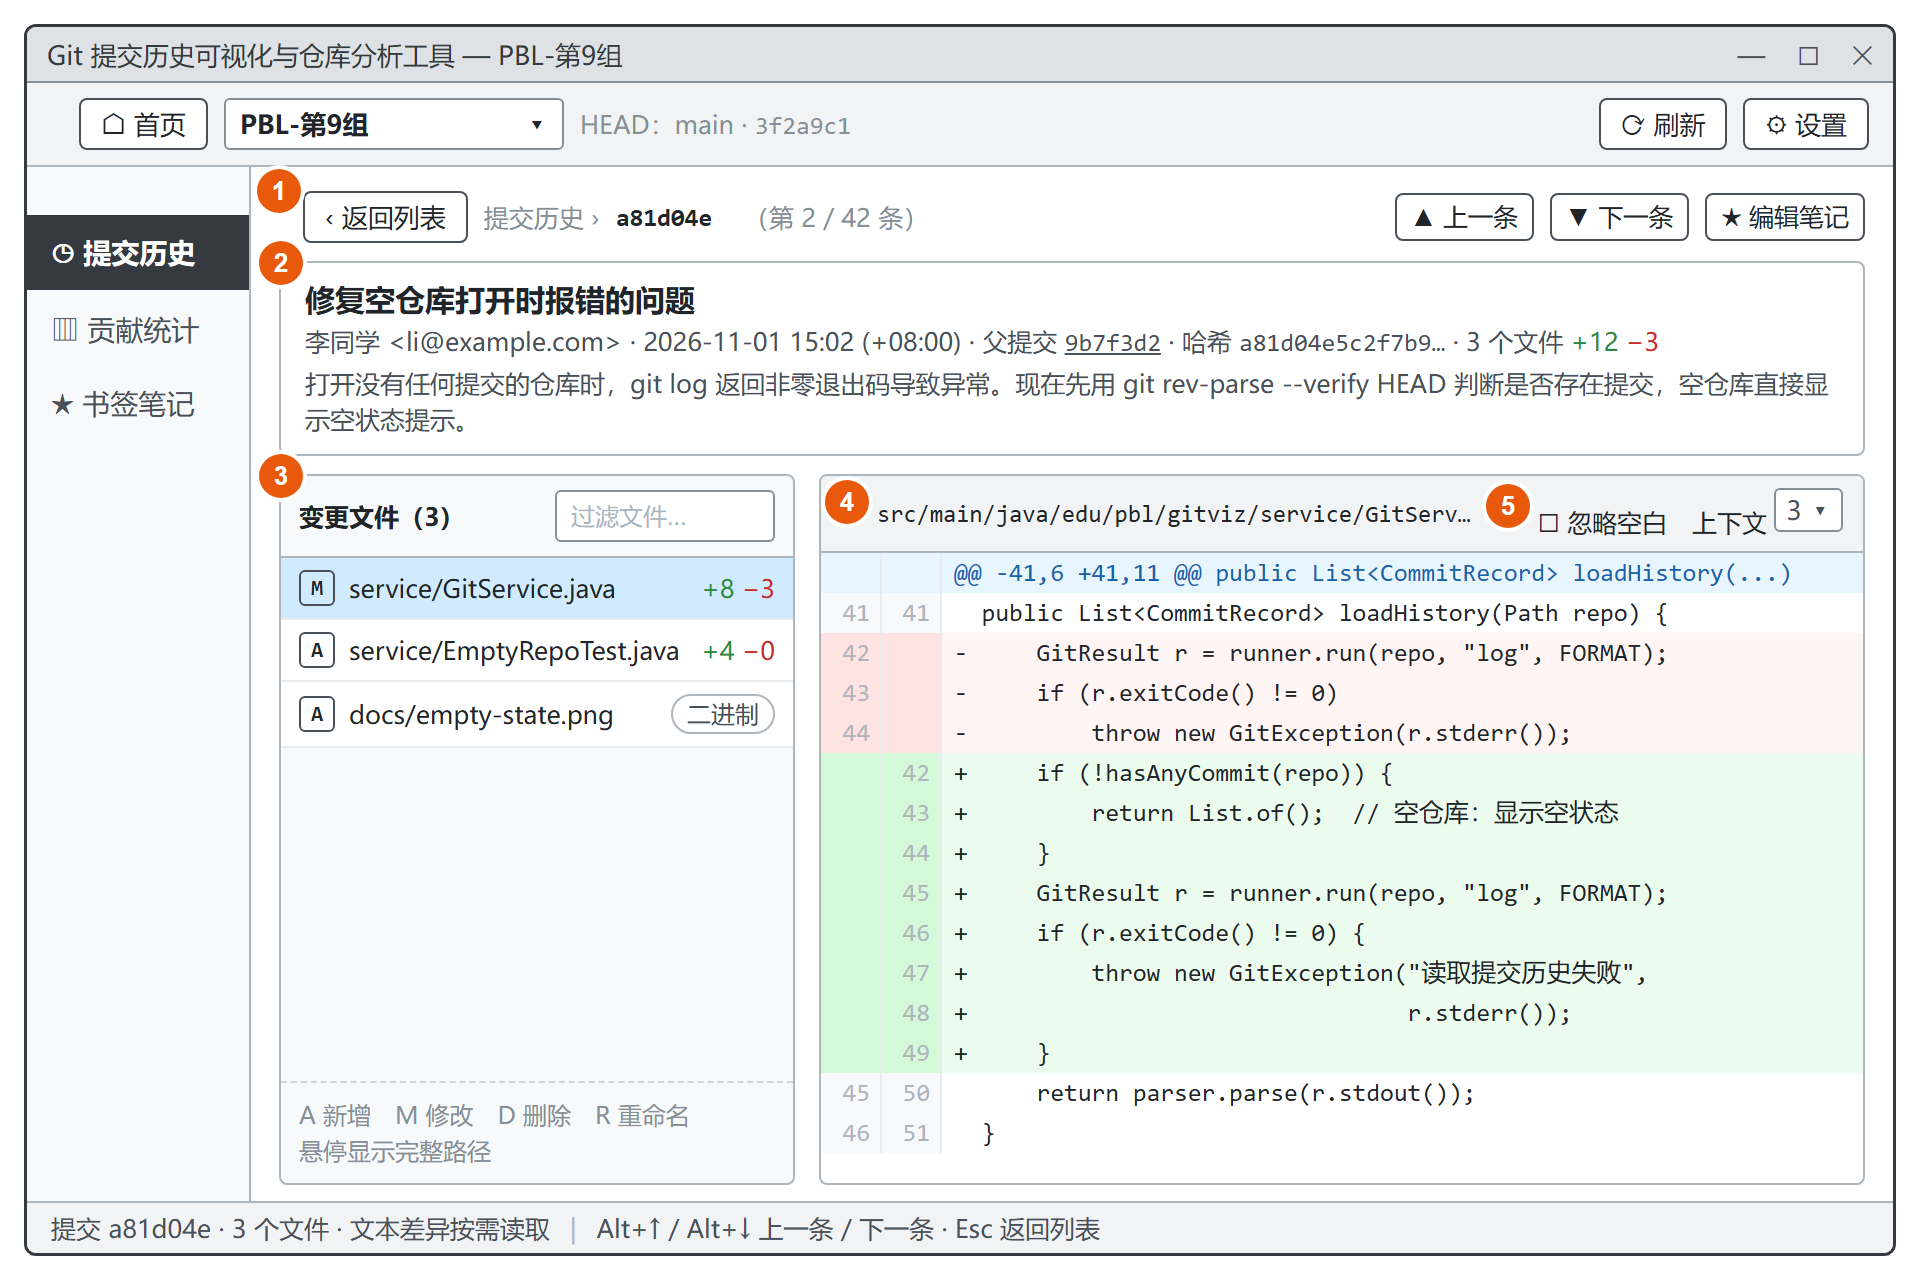 Git 提交历史可视化与仓库分析工具 — PBL-第9组
首页 PBL-第9组 ▼ HEAD：main · 3f2a9c1 刷新 设置
提交历史
贡献统计
★ 书签笔记
1
‹ 返回列表 提交历史 › a81d04e （第 2 / 42 条） ▲ 上一条 ▼ 下一条 ★ 编辑笔记
2
修复空仓库打开时报错的问题
李同学 <li@example.com> · 2026-11-01 15:02 (+08:00) · 父提交 9b7f3d2 · 哈希 a81d04e5c2f7b9… · 3 个文件 +12 −3
打开没有任何提交的仓库时，git log 返回非零退出码导致异常。现在先用 git rev-parse --verify HEAD 判断是否存在提交，空仓库直接显
示空状态提示。
3
变更文件（3） 过滤文件…
M service/GitService.java +8 −3
A service/EmptyRepoTest.java +4 −0
A docs/empty-state.png 二进制
A 新增 M 修改 D 删除 R 重命名
悬停显示完整路径
4 src/main/java/edu/pbl/gitviz/service/GitServ… 5 ☐ 忽略空白 上下文 3 ▼
@@ -41,6 +41,11 @@ public List<CommitRecord> loadHistory(...)
41 41 public List<CommitRecord> loadHistory(Path repo) {
42 - GitResult r = runner.run(repo, "log", FORMAT);
43 - if (r.exitCode() != 0)
44 - throw new GitException(r.stderr());
42 + if (!hasAnyCommit(repo)) {
43 + return List.of(); // 空仓库：显示空状态
44 + }
45 + GitResult r = runner.run(repo, "log", FORMAT);
46 + if (r.exitCode() != 0) {
47 + throw new GitException("读取提交历史失败",
48 + r.stderr());
49 + }
45 50 return parser.parse(r.stdout());
46 51 }
提交 a81d04e · 3 个文件 · 文本差异按需读取 | Alt+↑ / Alt+↓ 上一条 / 下一条 · Esc 返回列表